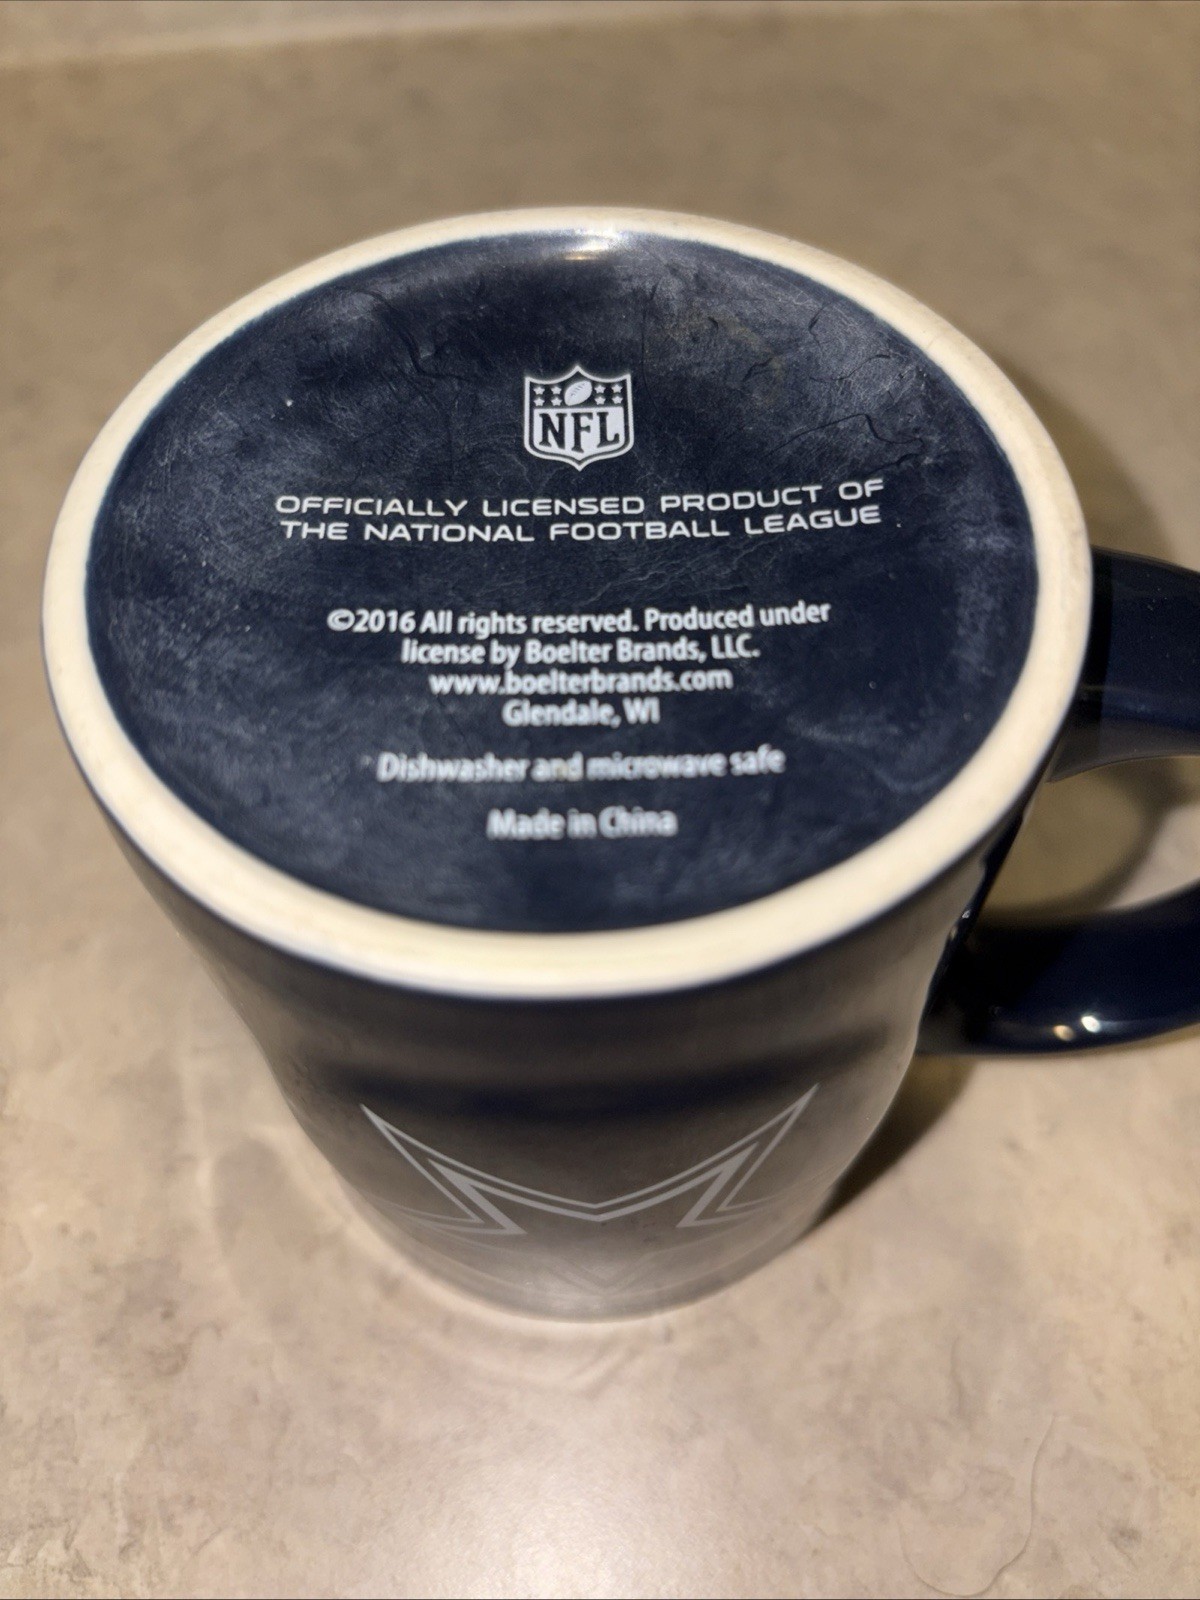 NFL
OFFICIALLY LICENSED PRODUCT OF
THE NATIONAL FOOTBALL LEAGUE
©2016 All rights reserved. Produced under
license by Boelter Brands, LLC.
www.boelterbrands.com
Glendale, WI
Dishwasher and microwave safe
Made in China